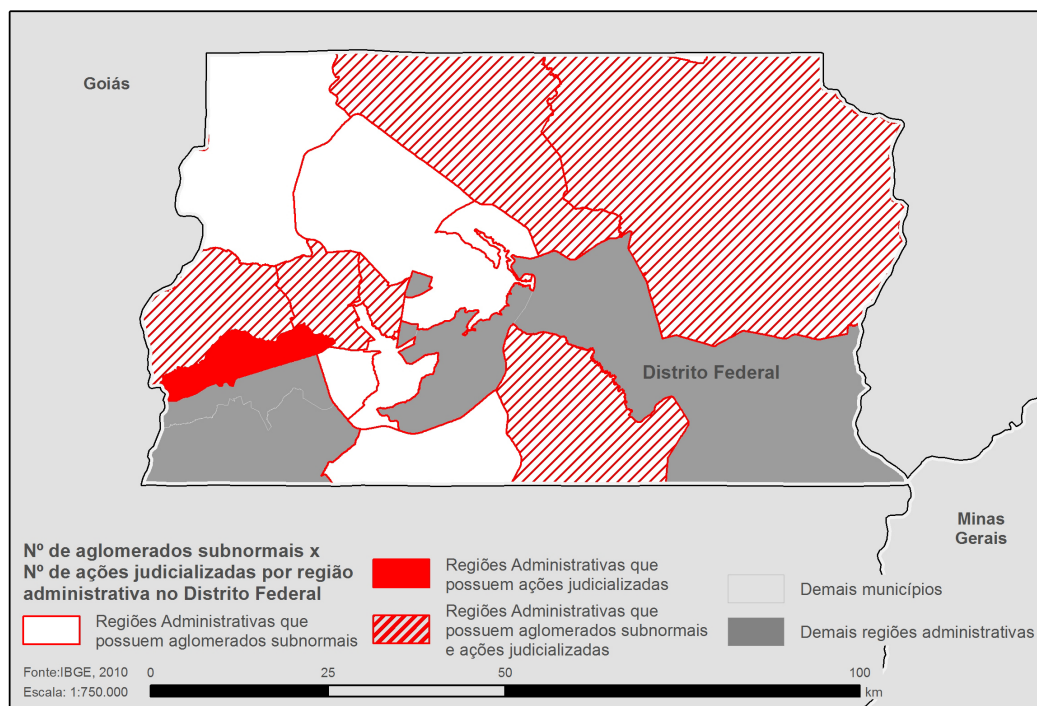 Goiás
Distrito Federal
Minas
Gerais
Nº de aglomerados subnormais x
Nº de ações judicializadas por região
administrativa no Distrito Federal
Regiões Administrativas que
possuem aglomerados subnormais
Regiões Administrativas que
possuem ações judicializadas
Regiões Administrativas que
possuem aglomerados subnormais
e ações judicializadas
Demais municípios
Demais regiões administrativas
Fonte:IBGE, 2010
Escala: 1:750.000
0 25 50 100
km